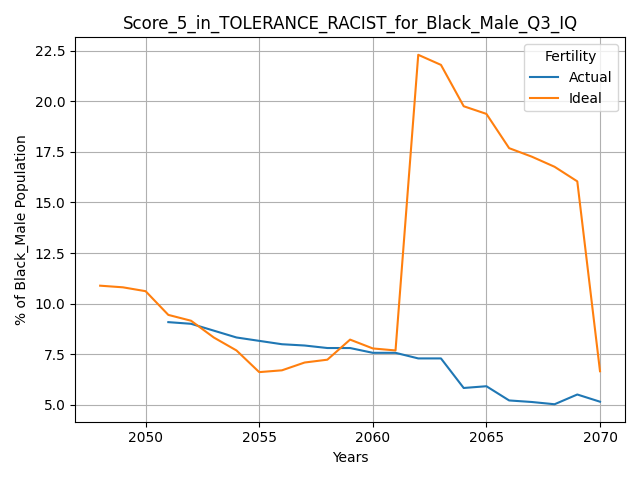 Score_5_in_TOLERANCE_RACIST_for_Black_Male_Q3_IQ
Fertility
Actual
Ideal
% of Black_Male Population
22.5
20.0
17.5
15.0
12.5
10.0
7.5
5.0
2050 2055 2060 2065 2070
Years